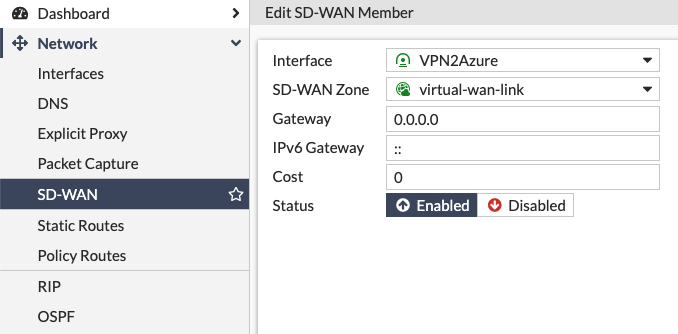 Dashboard
Network
Interfaces
DNS
Explicit Proxy
Packet Capture
SD-WAN
Static Routes
Policy Routes
RIP
OSPF
Edit SD-WAN Member
Interface VPN2Azure
SD-WAN Zone virtual-wan-link
Gateway 0.0.0.0
IPv6 Gateway ::
Cost 0
Status Enabled Disabled